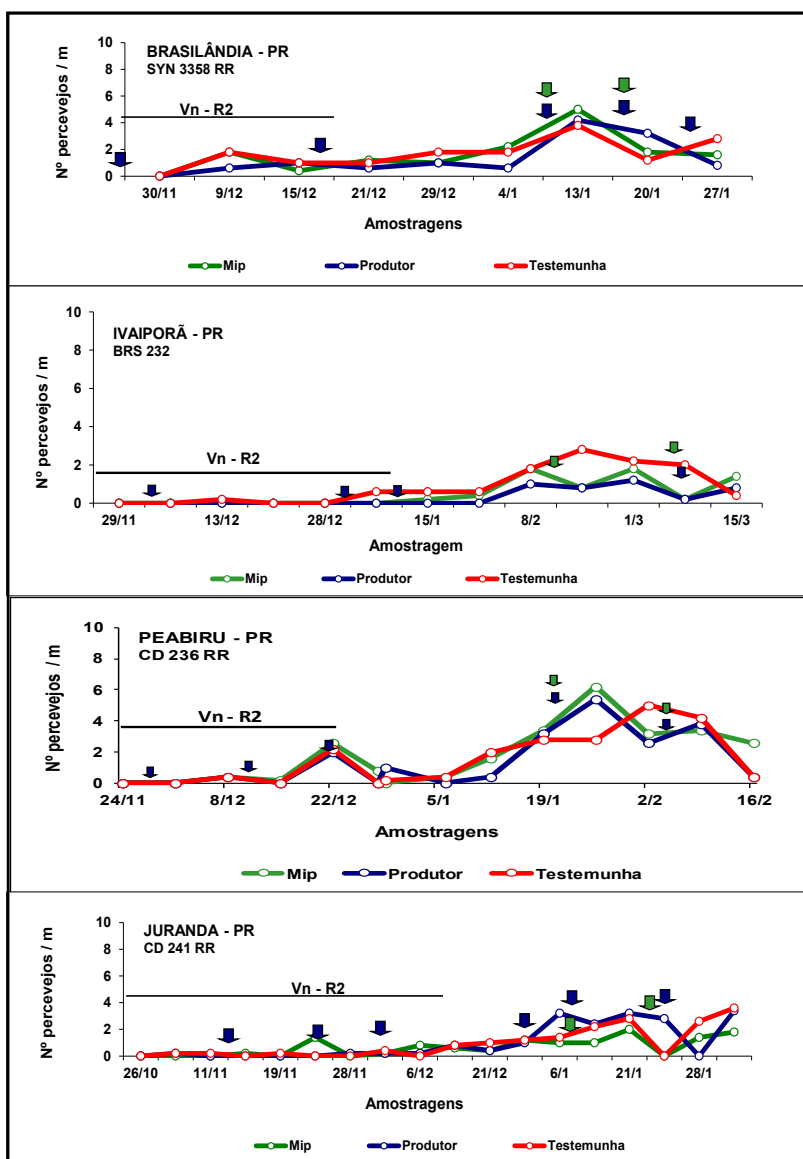 BRASILÂNDIA - PR
SYN 3358 RR
Nº percevejos / m
10
8
6
4
2
0
Vn - R2
30/11 9/12 15/12 21/12 29/12 4/1 13/1 20/1 27/1
Amostragens
Mip Produtor Testemunha
IVAIPORÃ - PR
BRS 232
Nº percevejos / m
10
8
6
4
2
0
Vn - R2
29/11 13/12 28/12 15/1 8/2 1/3 15/3
Amostragem
Mip Produtor Testemunha
PEABIRU - PR
CD 236 RR
Nº percevejos / m
10
8
6
4
2
0
Vn - R2
24/11 8/12 22/12 5/1 19/1 2/2 16/2
Amostragens
Mip Produtor Testemunha
JURANDA - PR
CD 241 RR
Nº percevejos / m
10
8
6
4
2
0
Vn - R2
26/10 11/11 19/11 28/11 6/12 21/12 6/1 21/1 28/1
Amostragens
Mip Produtor Testemunha